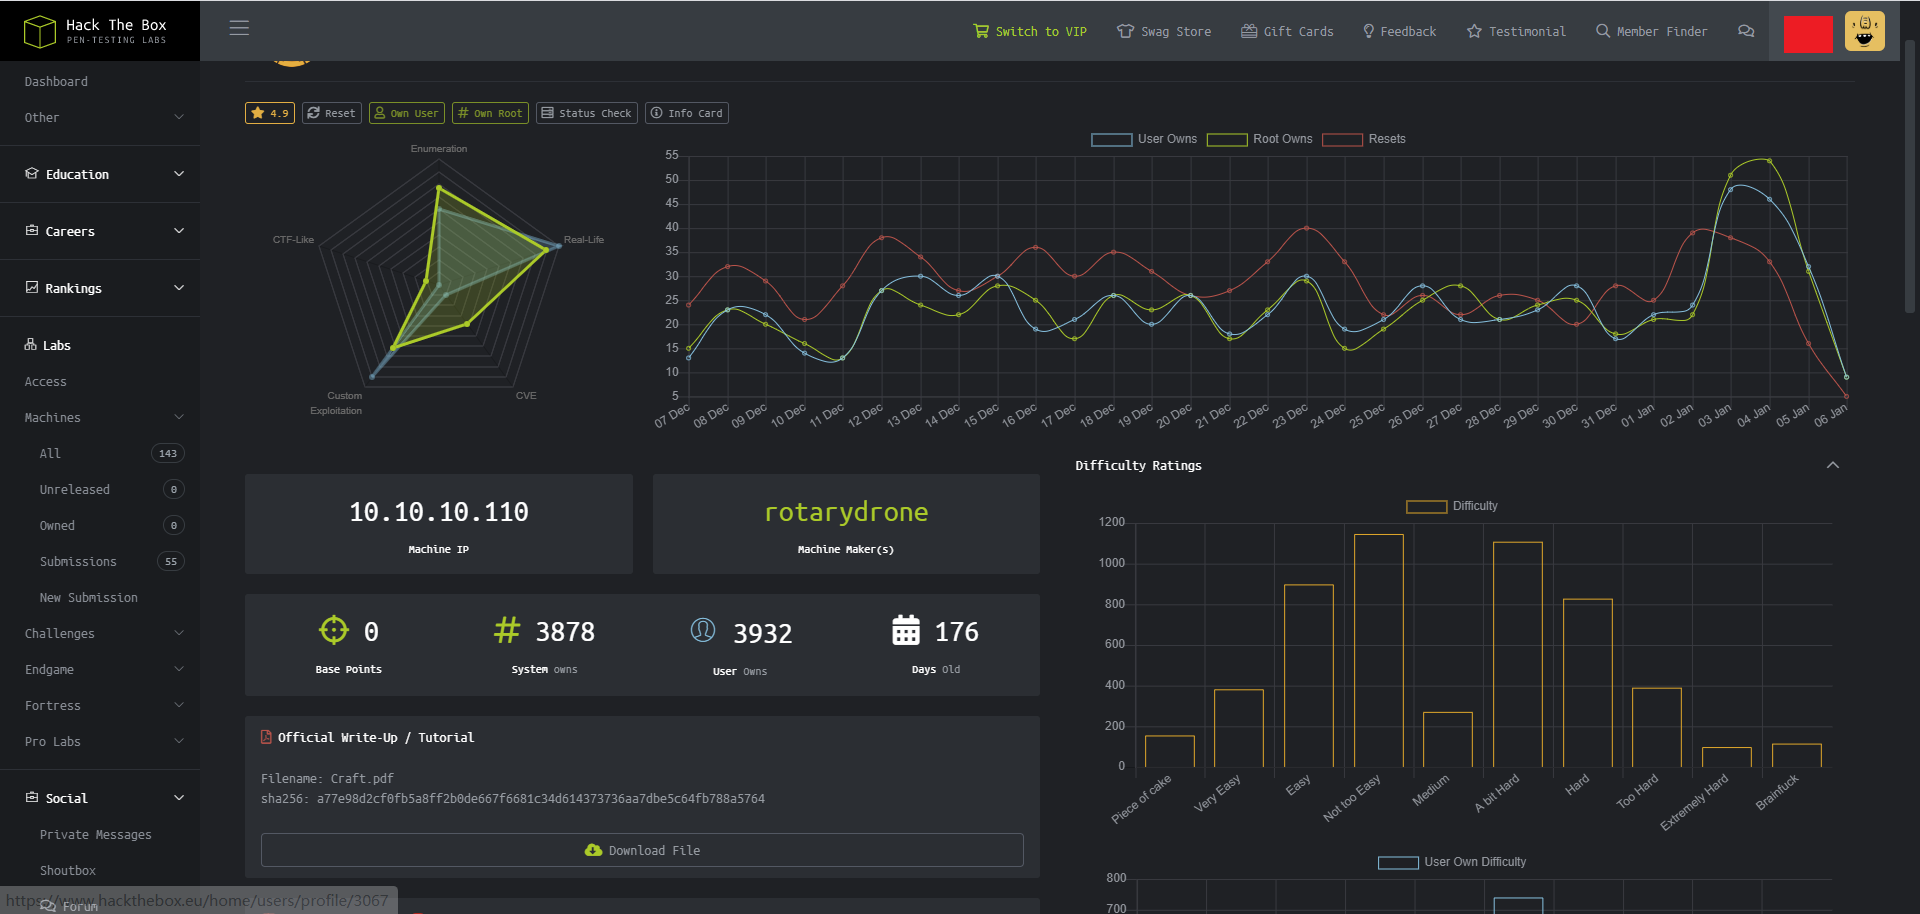 Hack The Box
PEN-TESTING LABS
Switch to VIP
Swag Store
Gift Cards
Feedback
Testimonial
Member Finder
Dashboard
Other
Education
Careers
Rankings
Labs
Access
Machines
All 143
Unreleased 0
Owned 0
Submissions 55
New Submission
Challenges
Endgame
Fortress
Pro Labs
Social
Private Messages
Shoutbox
Forum
https://www.hackthebox.eu/home/users/profile/3067
4.9
Reset
Own User
Own Root
Status Check
Info Card
Enumeration
Real-Life
CVE
Custom
Exploitation
CTF-Like
User Owns
Root Owns
Resets
55
50
45
40
35
30
25
20
15
10
5
07 Dec
08 Dec
09 Dec
10 Dec
11 Dec
12 Dec
13 Dec
14 Dec
15 Dec
16 Dec
17 Dec
18 Dec
19 Dec
20 Dec
21 Dec
22 Dec
23 Dec
24 Dec
25 Dec
26 Dec
27 Dec
28 Dec
29 Dec
30 Dec
31 Dec
01 Jan
02 Jan
03 Jan
04 Jan
05 Jan
06 Jan
10.10.10.110
Machine IP
rotarydrone
Machine Maker(s)
0
Base Points
3878
System owns
3932
User Owns
176
Days Old
Official Write-Up / Tutorial
Filename: Craft.pdf
sha256: a77e98d2cf0fb5a8ff2b0de667f6681c34d614373736aa7dbe5c64fb788a5764
Download File
Difficulty Ratings
Difficulty
1200
1000
800
600
400
200
0
Piece of cake
Very Easy
Easy
Not too Easy
Medium
A bit Hard
Hard
Too Hard
Extremely Hard
Brainfuck
User Own Difficulty
800
700